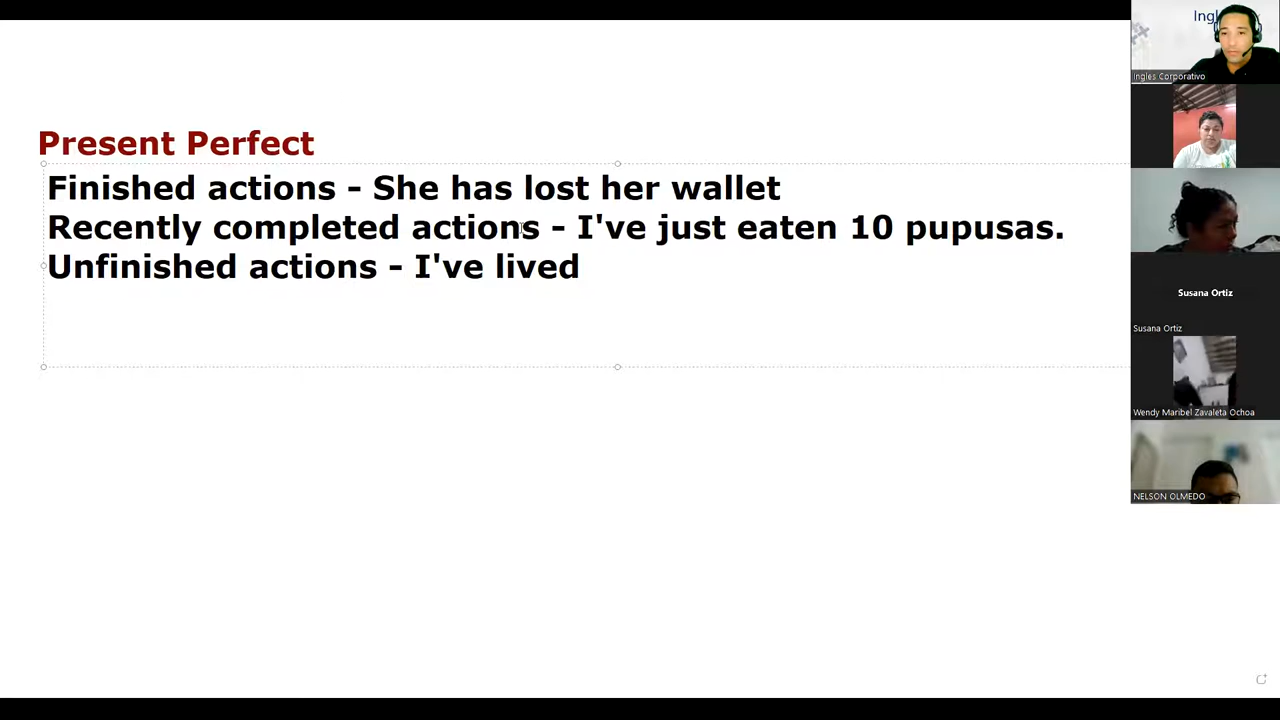 Present Perfect
Finished actions - She has lost her wallet
Recently completed actions - I've just eaten 10 pupusas.
Unfinished actions - I've lived
Ingles Corporativo
Susana Ortiz
Susana Ortiz
Wendy Maribel Zavaleta Ochoa
NELSON OLMEDO